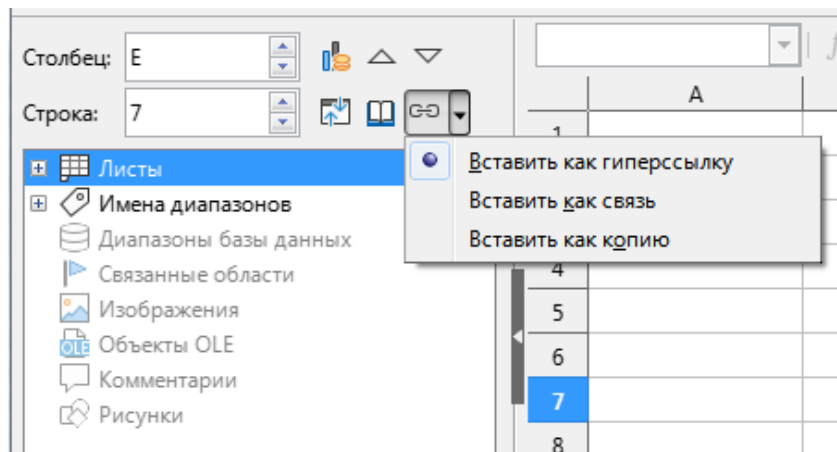 Столбец: E
Строка: 7
A
1
Листы
Вставить как гиперссылку
Имена диапазонов
Вставить как связь
Диапазоны базы данных
Вставить как копию
Связанные области
4
Изображения
5
OLE Объекты OLE
6
Комментарии
7
Рисунки
8